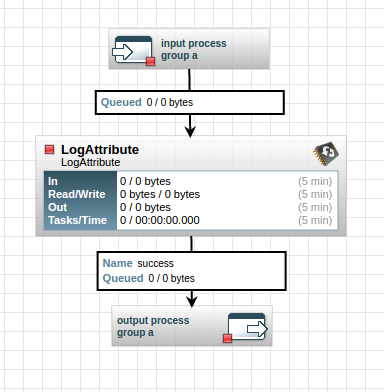 input process
group a
Queued 0 / 0 bytes
LogAttribute
LogAttribute
In 0 / 0 bytes (5 min)
Read/Write 0 bytes / 0 bytes (5 min)
Out 0 / 0 bytes (5 min)
Tasks/Time 0 / 00:00:00.000 (5 min)
Name success
Queued 0 / 0 bytes
output process
group a